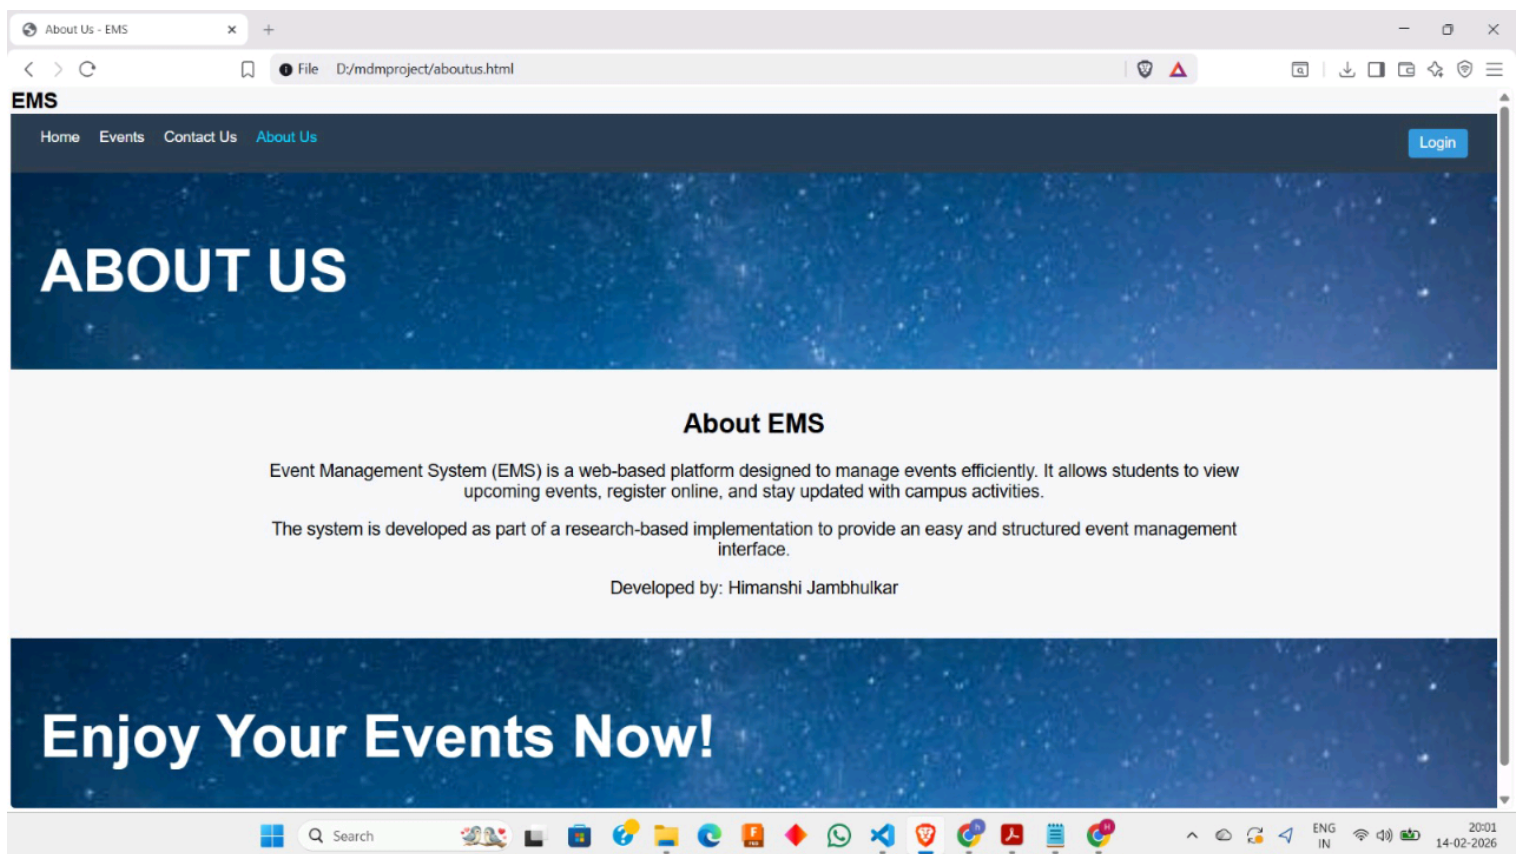 About Us - EMS
File D:/mdmproject/aboutus.html
EMS
Home Events Contact Us About Us Login
ABOUT US
About EMS
Event Management System (EMS) is a web-based platform designed to manage events efficiently. It allows students to view
upcoming events, register online, and stay updated with campus activities.
The system is developed as part of a research-based implementation to provide an easy and structured event management
interface.
Developed by: Himanshi Jambhulkar
Enjoy Your Events Now!
Search
ENG
IN
20:01
14-02-2026